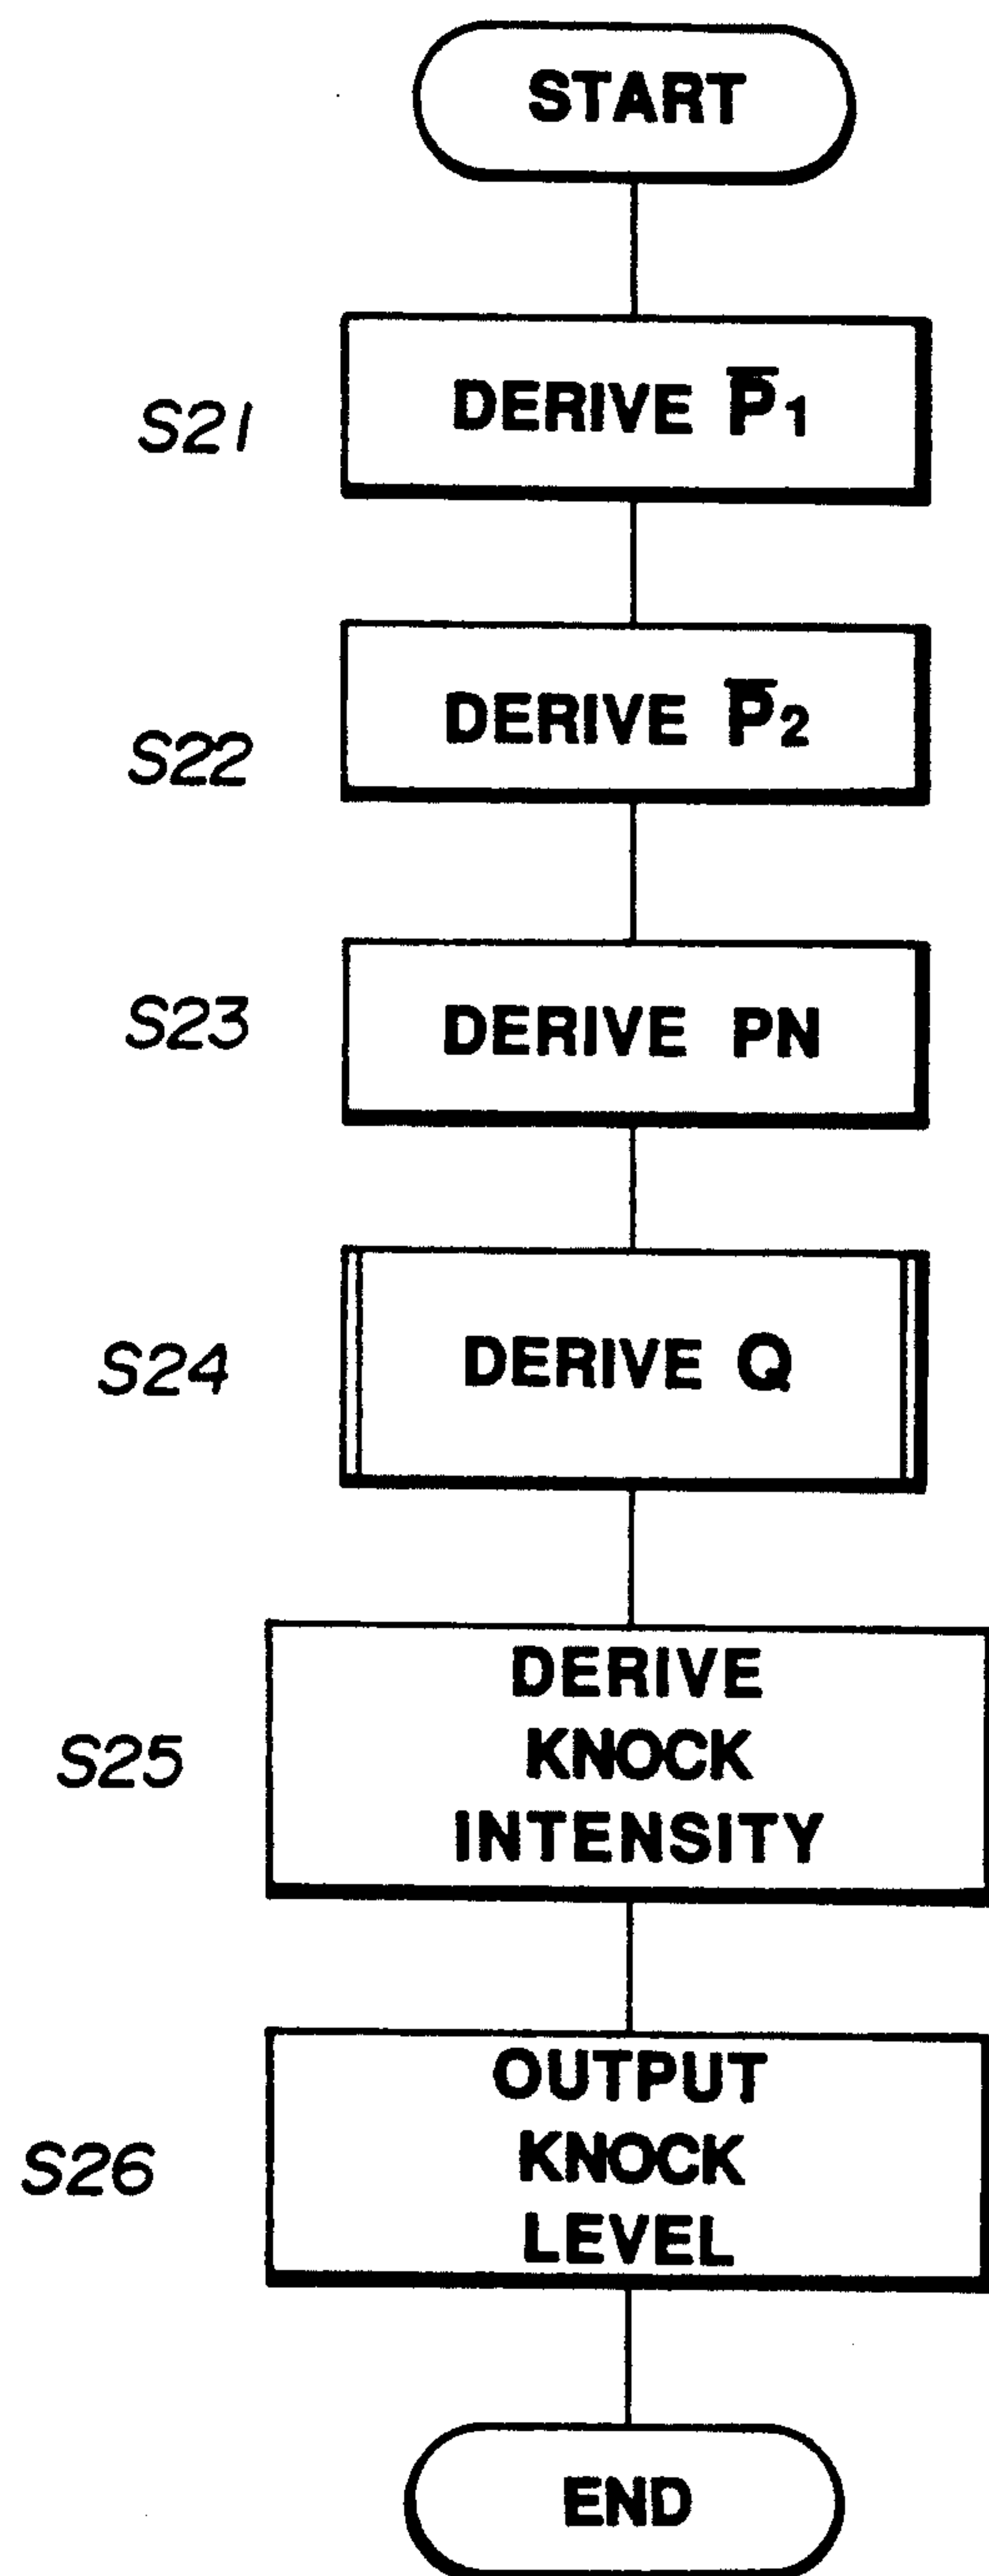 START
S21
DERIVE P̅1
S22
DERIVE P̅2
S23
DERIVE PN
S24
DERIVE Q
S25
DERIVE
KNOCK
INTENSITY
S26
OUTPUT
KNOCK
LEVEL
END